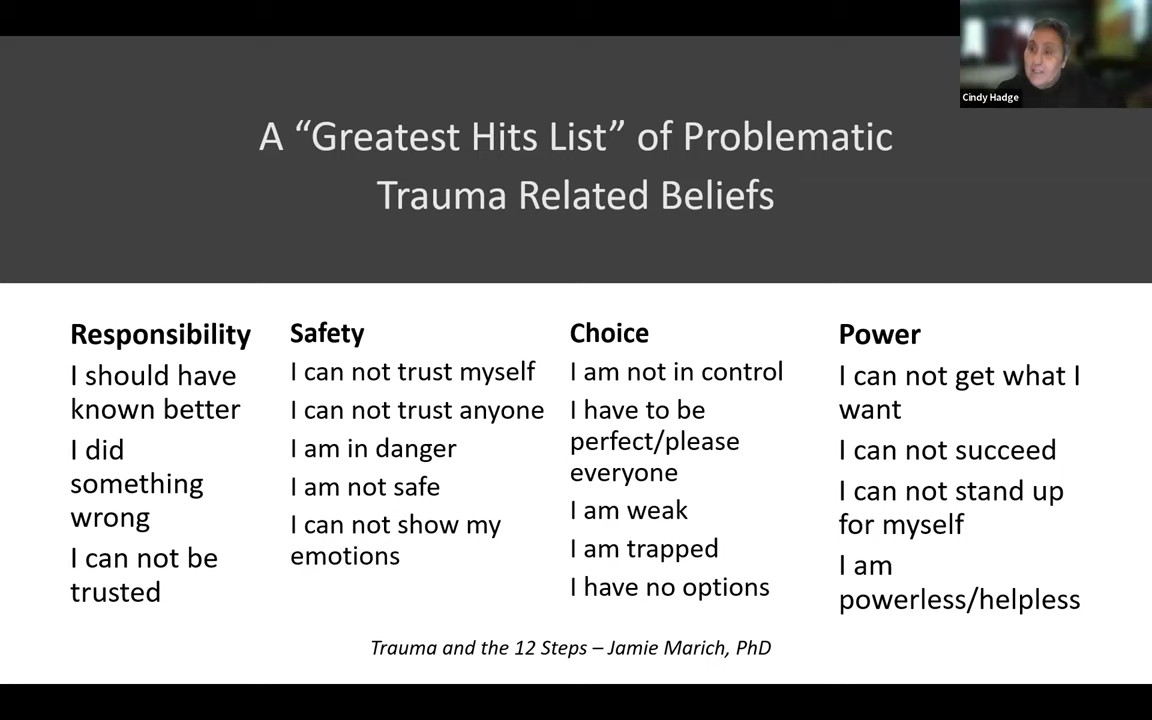 Cindy Hadge
A “Greatest Hits List” of Problematic
Trauma Related Beliefs
Responsibility
I should have
known better
I did
something
wrong
I can not be
trusted
Safety
I can not trust myself
I can not trust anyone
I am in danger
I am not safe
I can not show my
emotions
Choice
I am not in control
I have to be
perfect/please
everyone
I am weak
I am trapped
I have no options
Power
I can not get what I
want
I can not succeed
I can not stand up
for myself
I am
powerless/helpless
Trauma and the 12 Steps – Jamie Marich, PhD